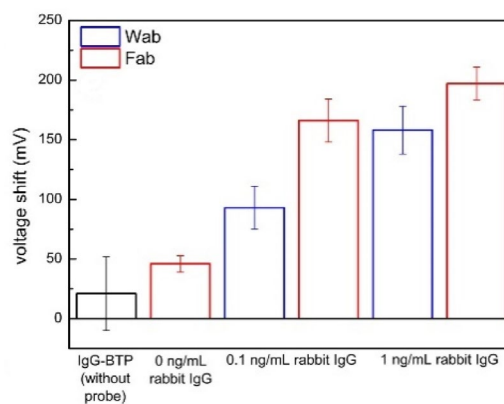 250
200
150
100
50
0
voltage shift (mV)
Wab
Fab
IgG-BTP
(without
probe)
0 ng/mL
rabbit IgG
0.1 ng/mL rabbit IgG
1 ng/mL rabbit IgG